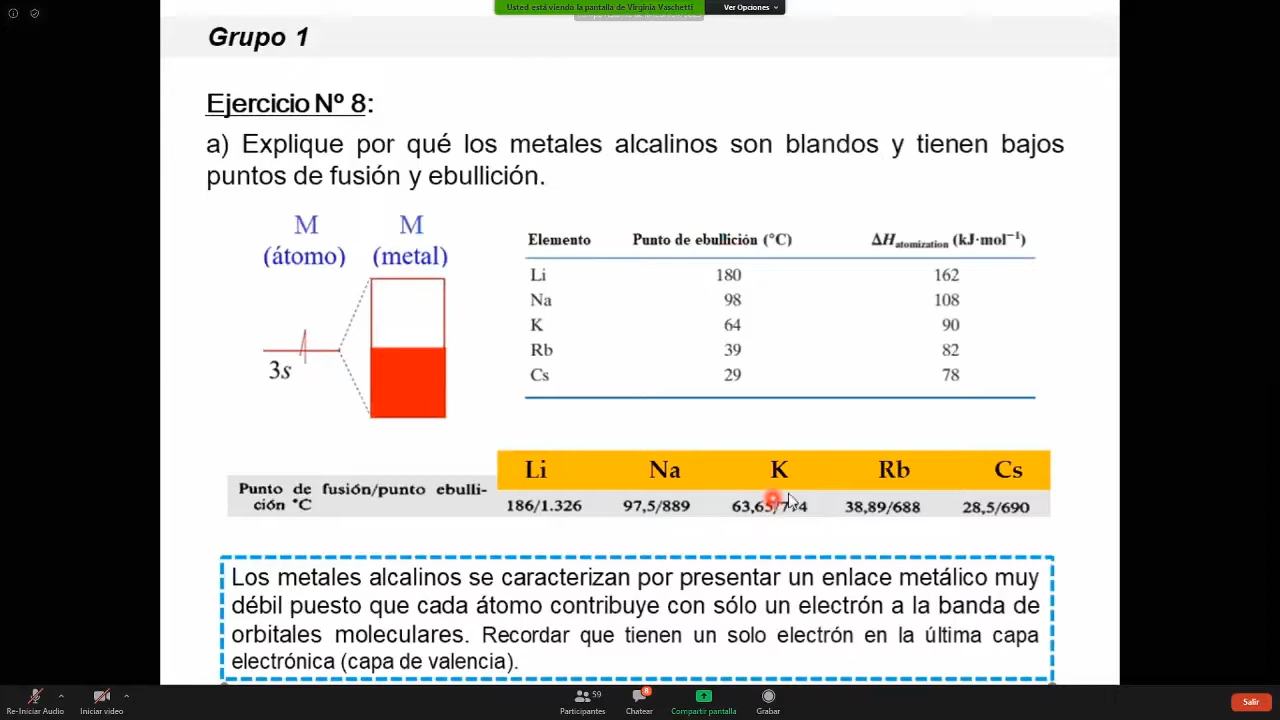 Usted está viendo la pantalla de Virginia Vaschetti
Ver Opciones
Grupo 1
Ejercicio Nº 8:
a) Explique por qué los metales alcalinos son blandos y tienen bajos
puntos de fusión y ebullición.
M M
(átomo) (metal)
3s
Elemento Punto de ebullición (°C) ΔHatomization (kJ·mol⁻¹)
Li 180 162
Na 98 108
K 64 90
Rb 39 82
Cs 29 78
Li Na K Rb Cs
Punto de fusión/punto ebulli-
ción °C
186/1.326 97,5/889 63,65/774 38,89/688 28,5/690
Los metales alcalinos se caracterizan por presentar un enlace metálico muy
débil puesto que cada átomo contribuye con sólo un electrón a la banda de
orbitales moleculares. Recordar que tienen un solo electrón en la última capa
electrónica (capa de valencia).
59
8
Re-Iniciar Audio Iniciar video Participantes Chatear Compartir pantalla Grabar Salir